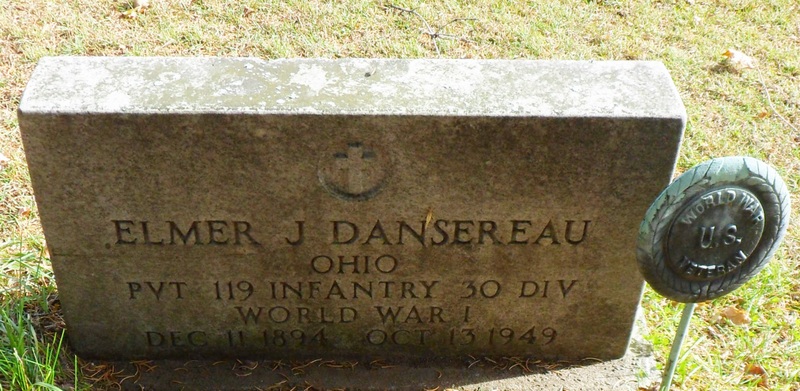 ELMER J DANSEREAU
OHIO
PVT 119 INFANTRY 30 DIV
WORLD WAR I
DEC 11 1894 OCT 13 1949
WORLD WAR
U.S.
VETERAN